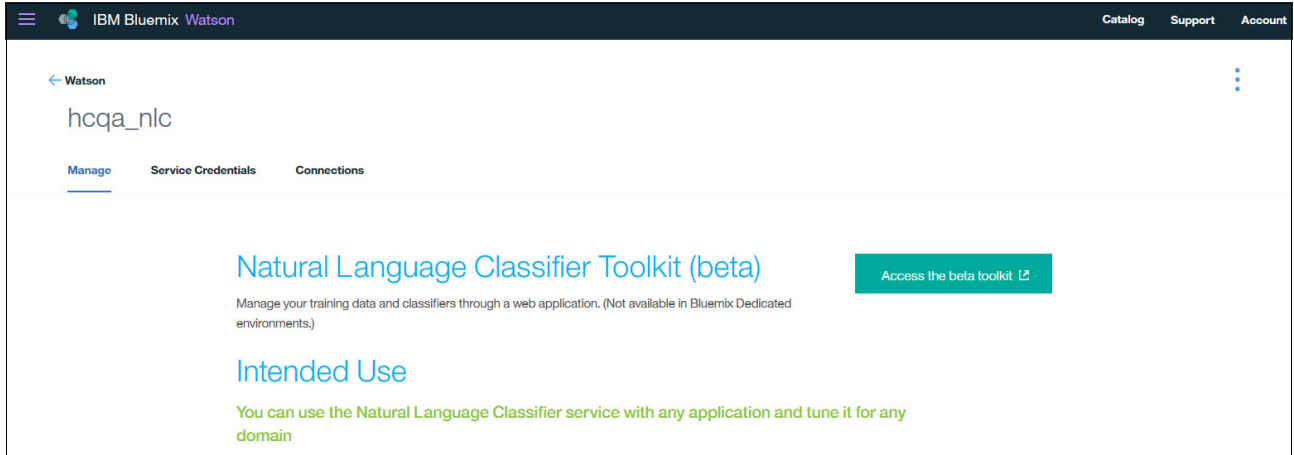 IBM Bluemix Watson
Catalog Support Account
Watson
hcqa_nlc
Manage Service Credentials Connections
Natural Language Classifier Toolkit (beta)
Access the beta toolkit
Manage your training data and classifiers through a web application. (Not available in Bluemix Dedicated
environments.)
Intended Use
You can use the Natural Language Classifier service with any application and tune it for any
domain